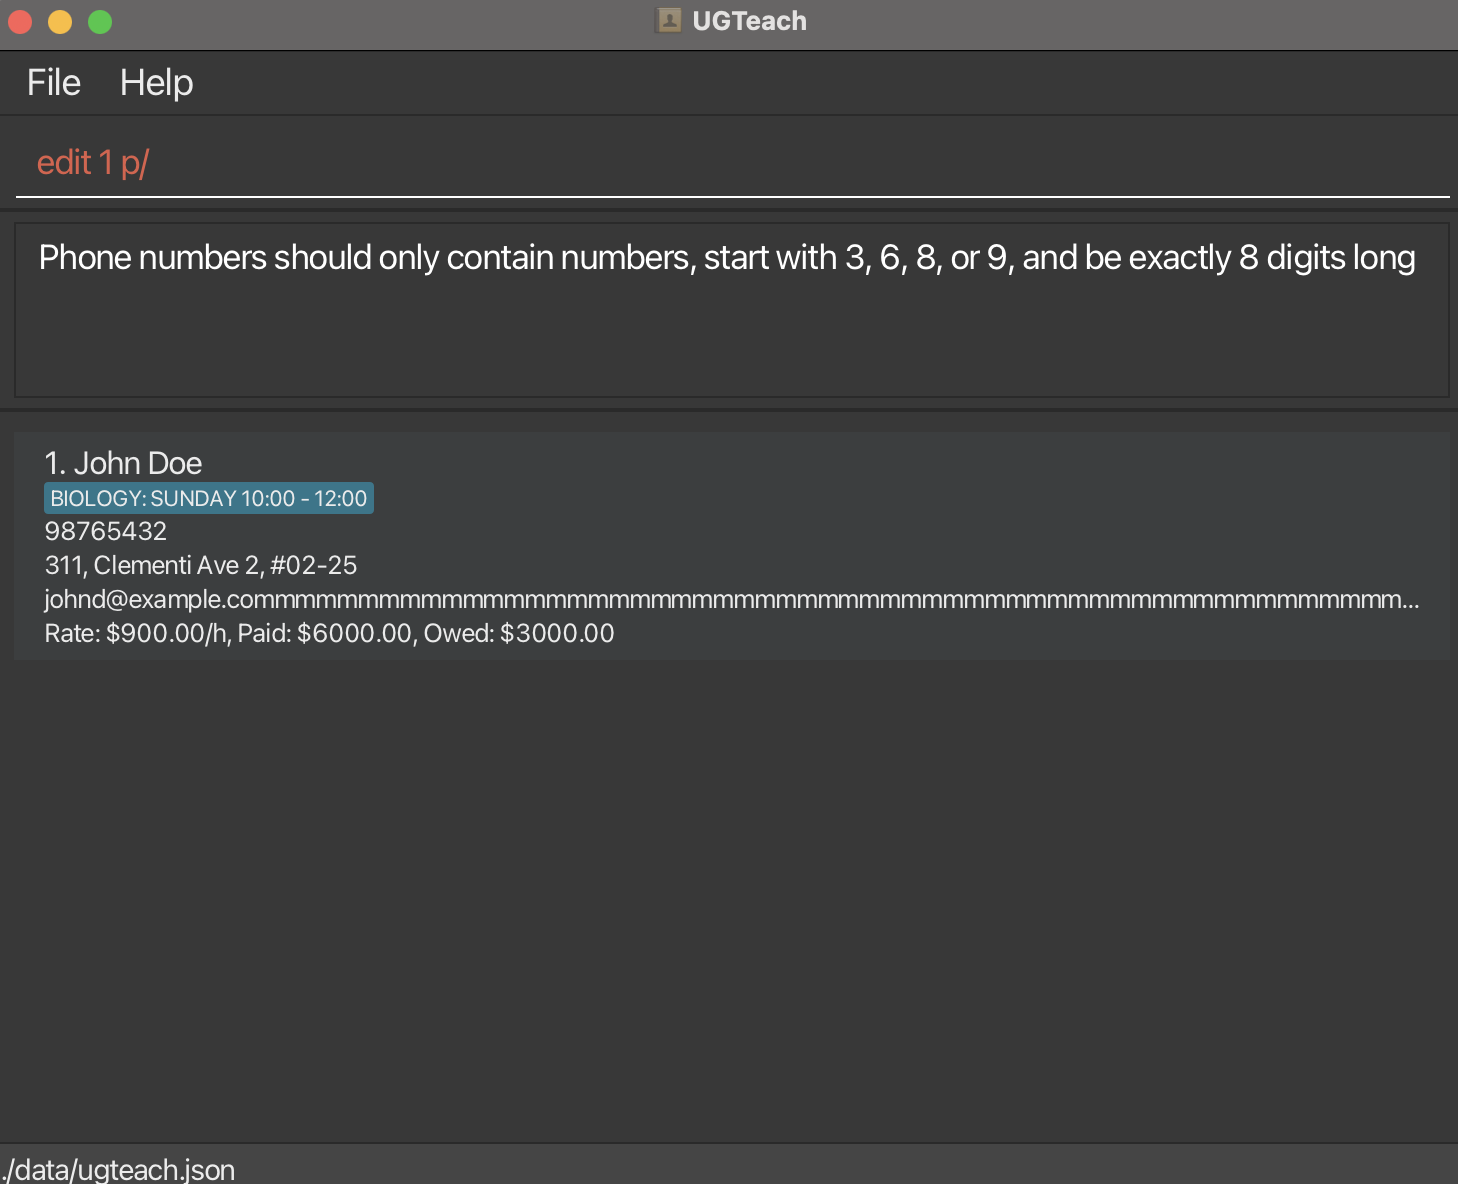 UGTeach
File Help
edit 1 p/
Phone numbers should only contain numbers, start with 3, 6, 8, or 9, and be exactly 8 digits long
1. John Doe
BIOLOGY: SUNDAY 10:00 - 12:00
98765432
311, Clementi Ave 2, #02-25
johnd@example.commmmmmmmmmmmmmmmmmmmmmmmmmmmmmmmmmmmmmmmmmmmmmmmmmmmmmmm...
Rate: $900.00/h, Paid: $6000.00, Owed: $3000.00
./data/ugteach.json